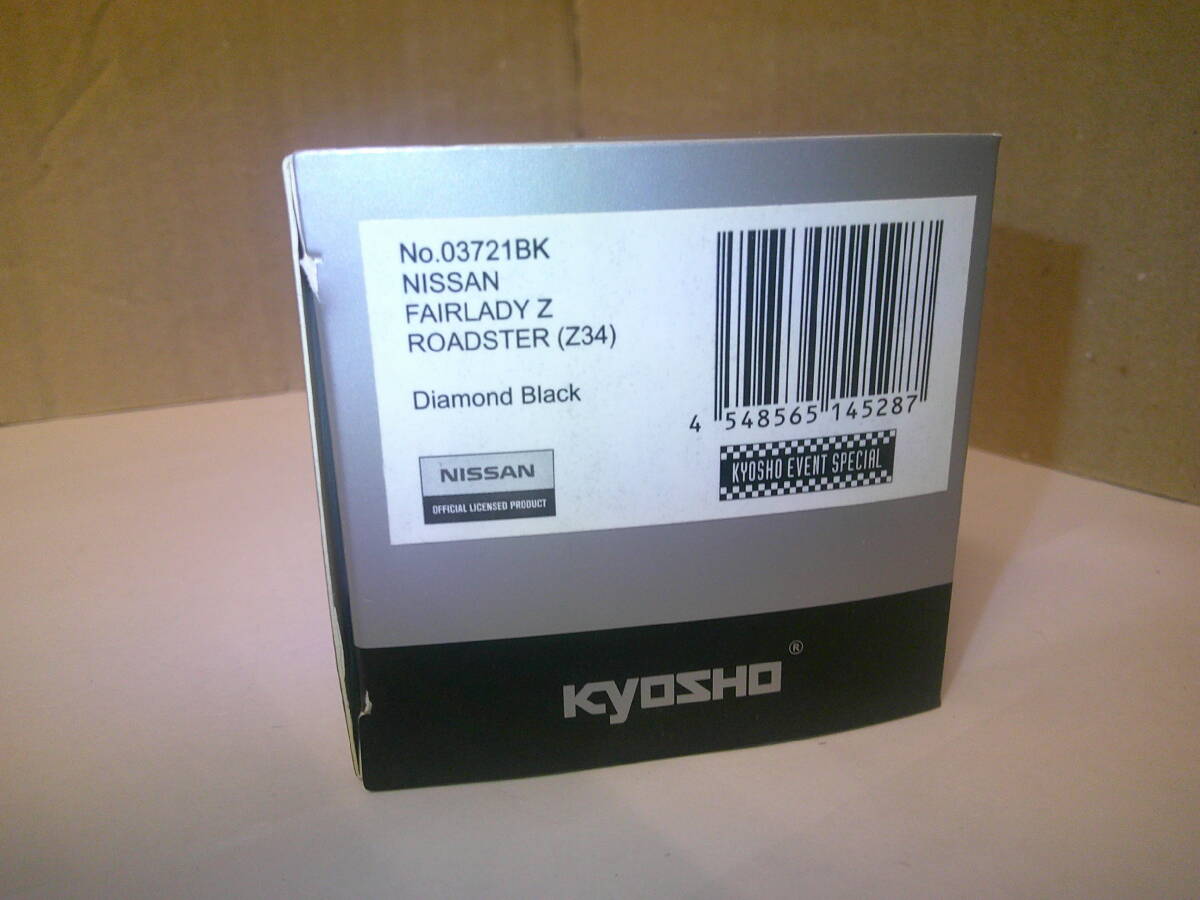 No.03721BK
NISSAN
FAIRLADY Z
ROADSTER (Z34)
Diamond Black
4 548565 145287
NISSAN
OFFICIAL LICENSED PRODUCT
KYOSHO EVENT SPECIAL
KYOSHO®